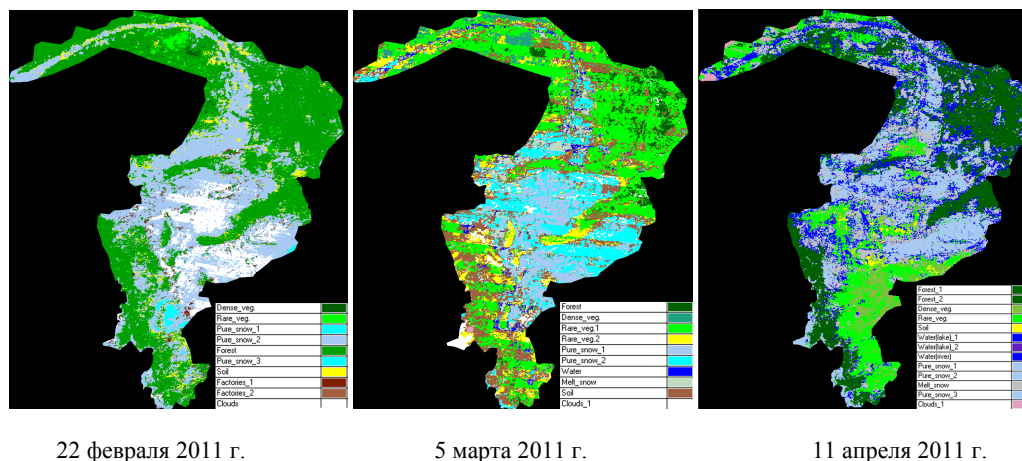 Dense_veg.
Rare_veg.
Pure_snow_1
Pure_snow_2
Forest
Pure_snow_3
Soil
Factories_1
Factories_2
Clouds
Forest
Dense_veg.
Rare_veg.1
Rare_veg.2
Pure_snow_1
Pure_snow_2
Water
Melt_snow
Soil
Clouds_1
Forest_1
Forest_2
Dense_veg.
Rare_veg.
Soil
Water(lake)_1
Water(lake)_2
Water(river)
Pure_snow_1
Pure_snow_2
Melt_snow
Pure_snow_3
Clouds_1
22 февраля 2011 г.
5 марта 2011 г.
11 апреля 2011 г.